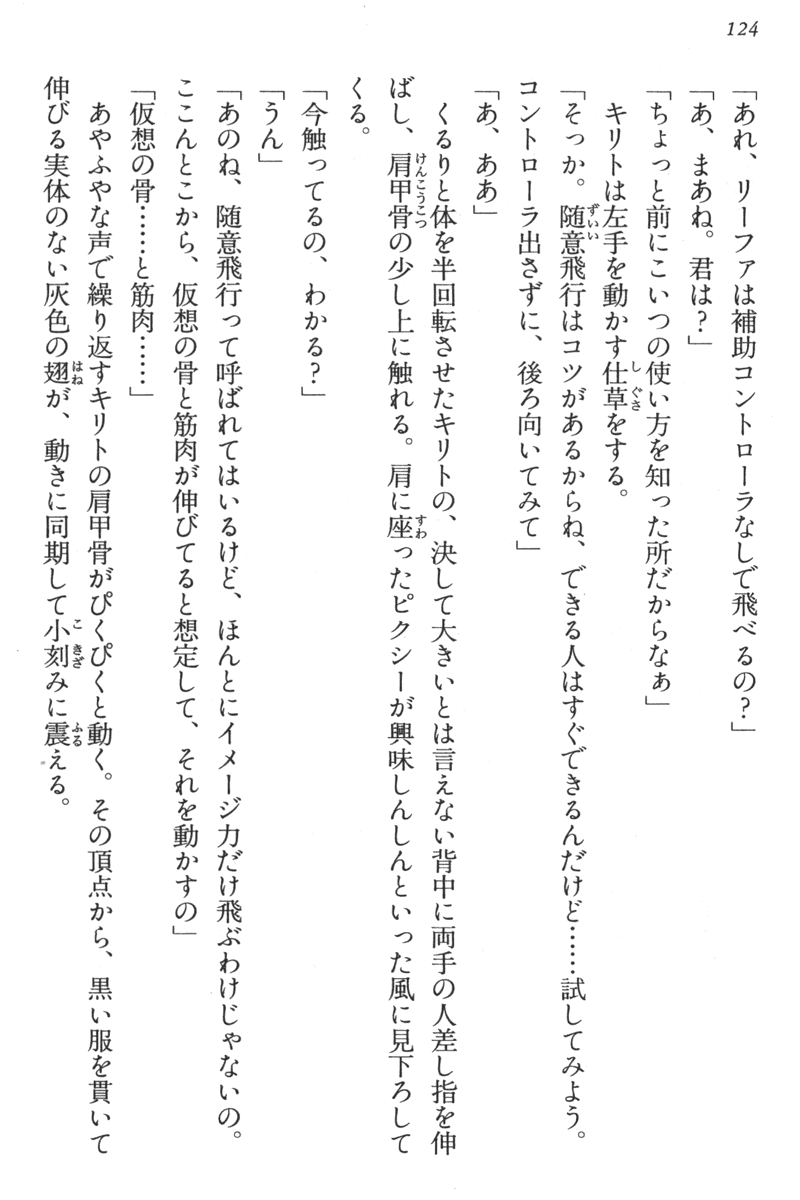 124
「あれ、リーファは補助コントローラなしで飛べるの？」
「あ、まあね。君は？」
「ちょっと前にこいつの使い方を知った所だからなぁ」
キリトは左手を動かす仕草をする。
「そっか。随意飛行はコツがあるからね、できる人はすぐできるんだけど……試してみよう。
コントローラ出さずに、後ろ向いてみて」
「あ、ああ」
くるりと体を半回転させたキリトの、決して大きいとは言えない背中に両手の人差し指を伸
ばし、肩甲骨の少し上に触れる。肩に座ったピクシーが興味しんしんといった風に見下ろして
くる。
「今触ってるの、わかる？」
「うん」
「あのね、随意飛行って呼ばれてはいるけど、ほんとにイメージ力だけ飛ぶわけじゃないの。
ここんとこから、仮想の骨と筋肉が伸びてると想定して、それを動かすの」
「仮想の骨……と筋肉……」
あやふやな声で繰り返すキリトの肩甲骨がぴくぴくと動く。その頂点から、黒い服を貫いて
伸びる実体のない灰色の翅が、動きに同期して小刻みに震える。